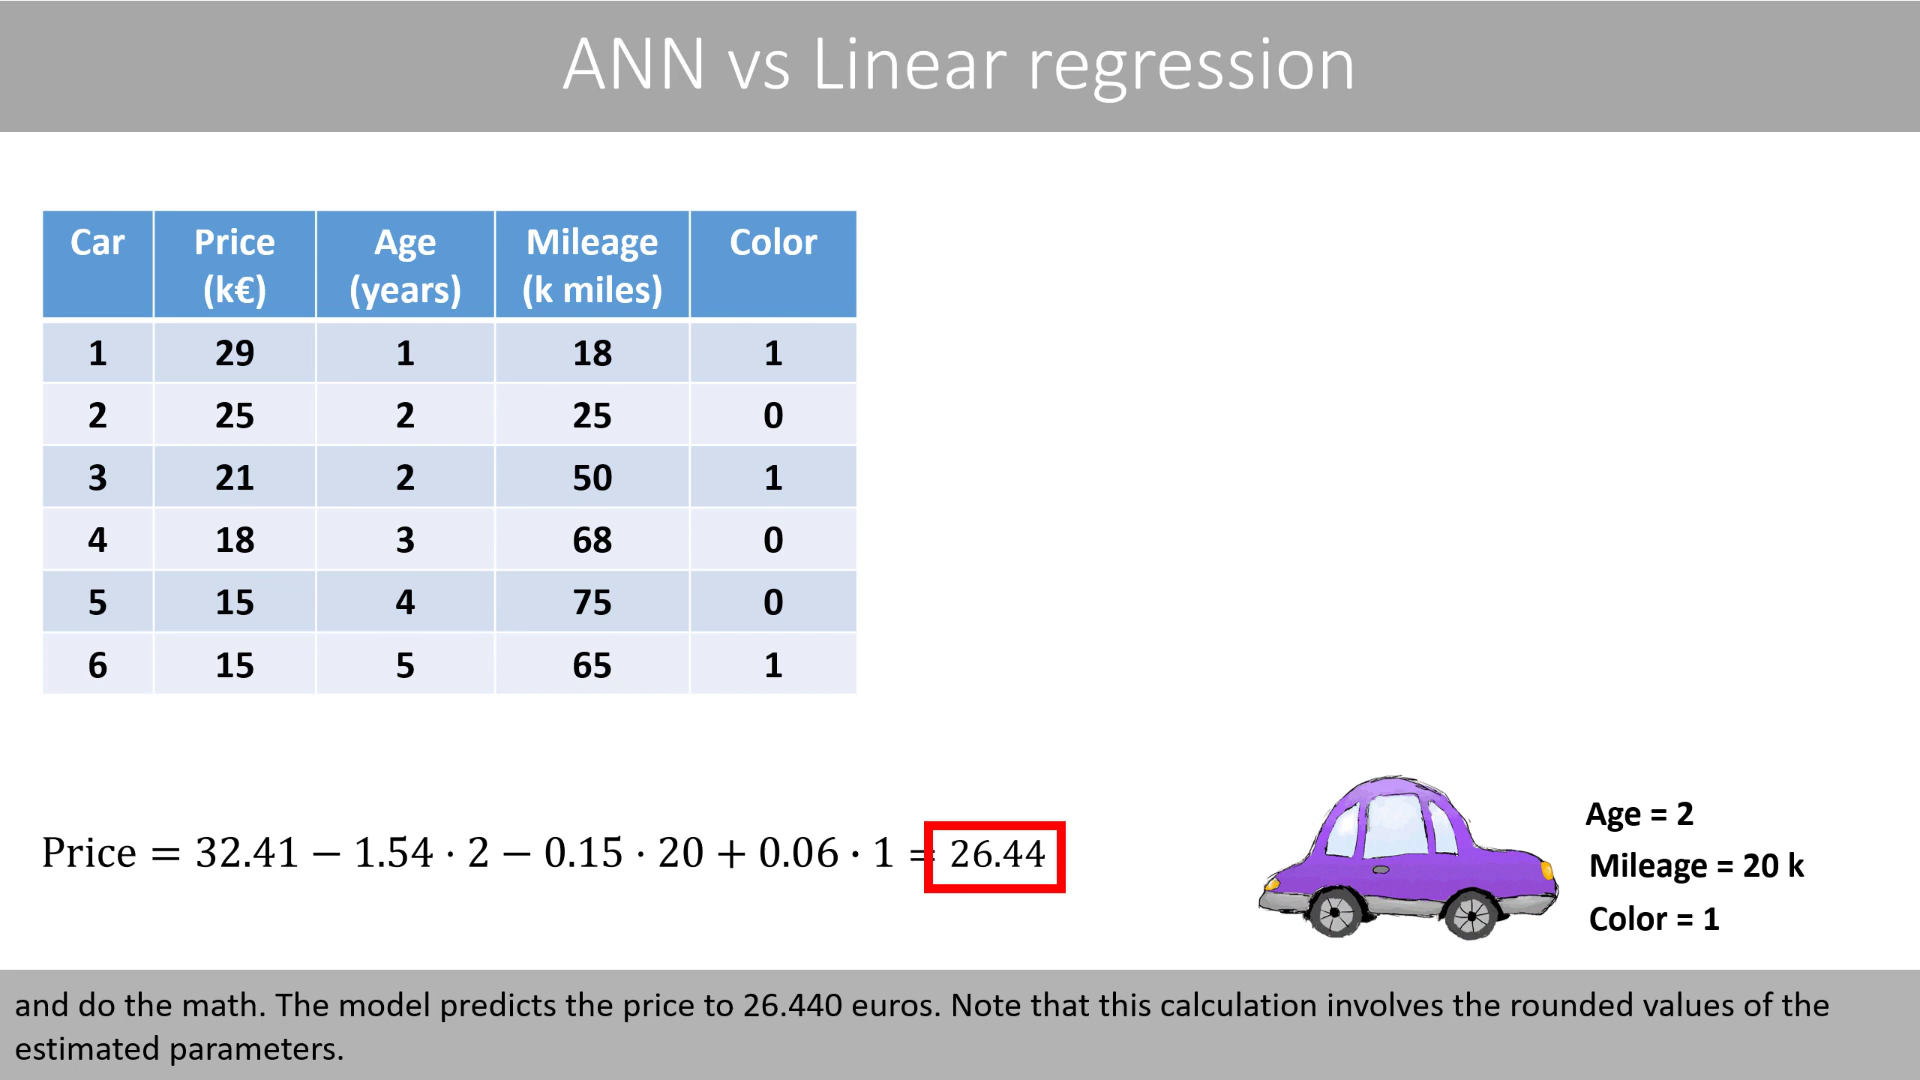 ANN vs Linear regression
Car Price (k€) Age (years) Mileage (k miles) Color
1 29 1 18 1
2 25 2 25 0
3 21 2 50 1
4 18 3 68 0
5 15 4 75 0
6 15 5 65 1
Price = 32.41 − 1.54 · 2 − 0.15 · 20 + 0.06 · 1 = 26.44
Age = 2
Mileage = 20 k
Color = 1
and do the math. The model predicts the price to 26.440 euros. Note that this calculation involves the rounded values of the
estimated parameters.